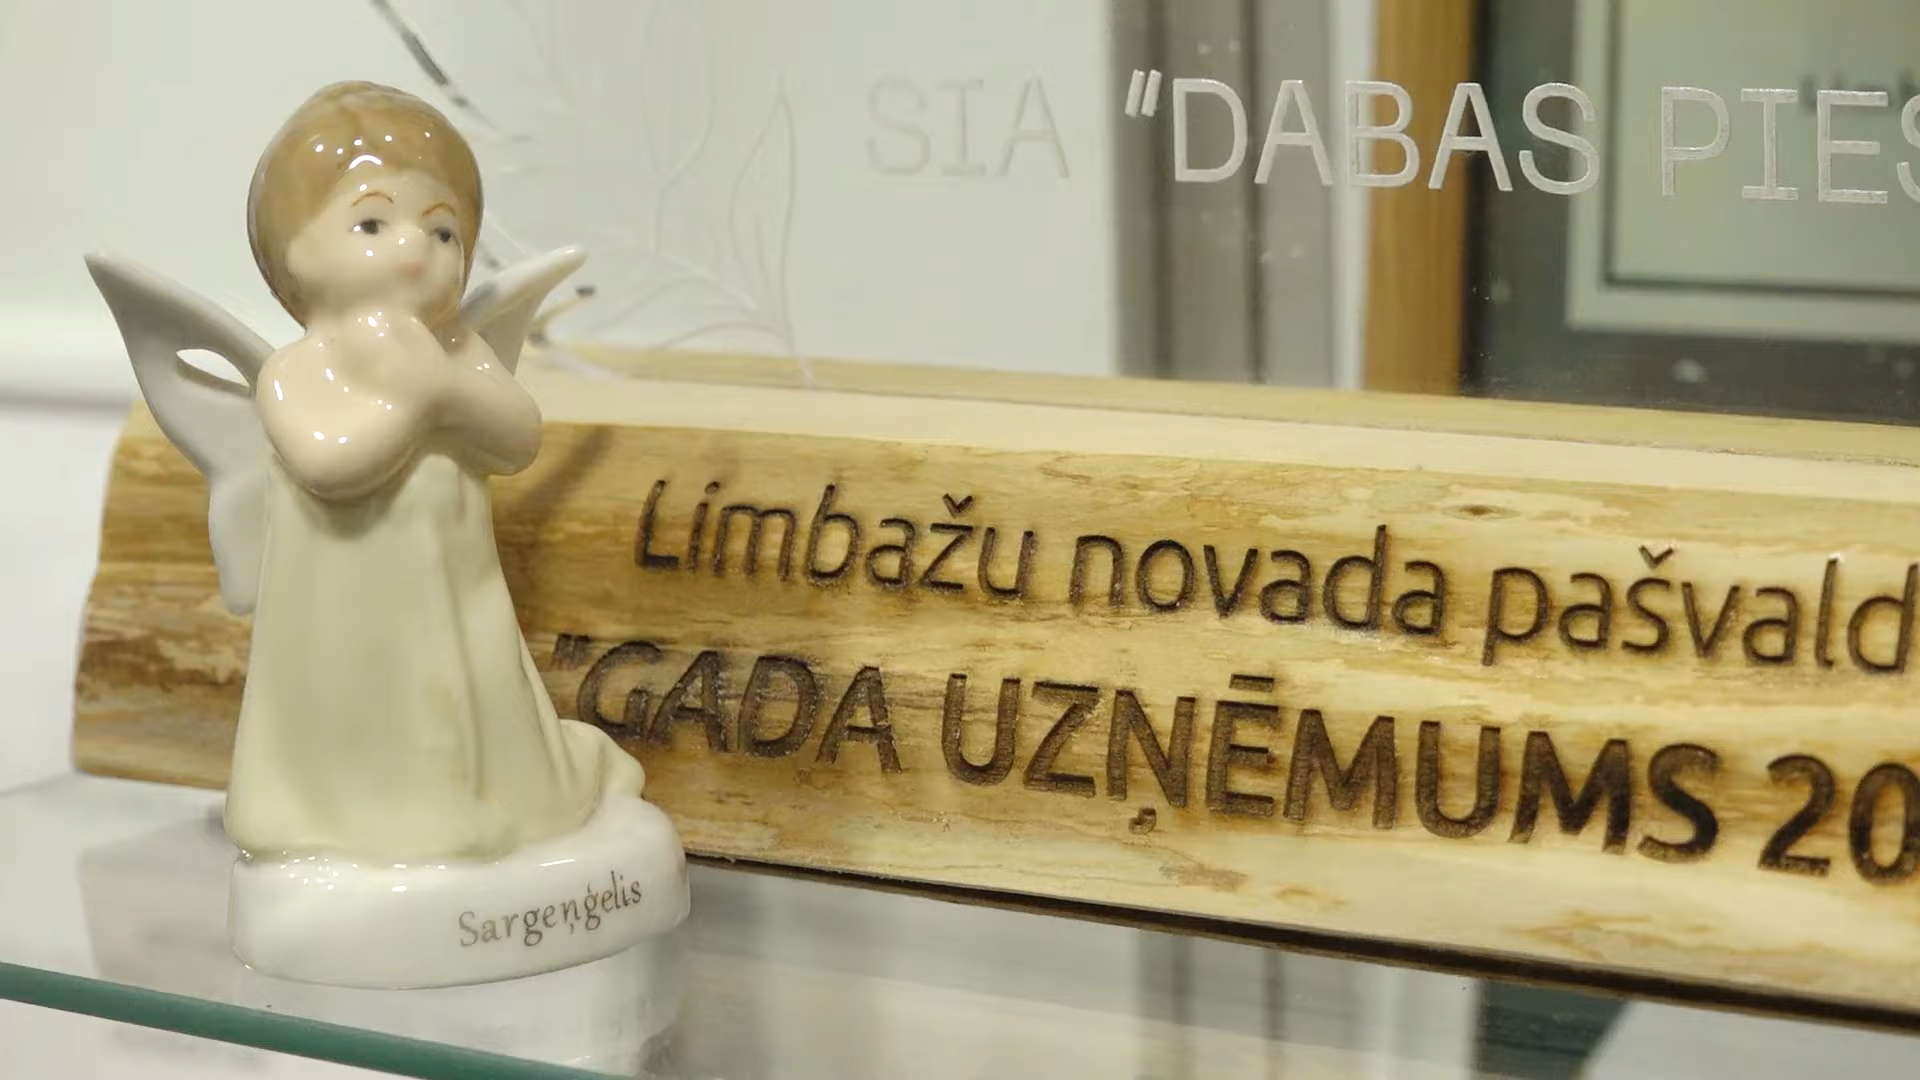 SIA "DABAS PIES
Limbažu novada pašvald
"GADA UZŅĒMUMS 20
Sargeņģelis